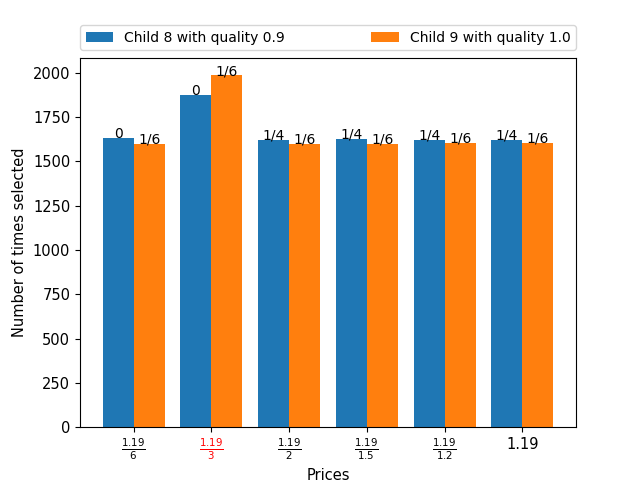 Child 8 with quality 0.9 Child 9 with quality 1.0
Number of times selected
2000
1750
1500
1250
1000
750
500
250
0
0 1/6 0 1/6 1/4 1/6 1/4 1/6 1/4 1/6 1/4 1/6
1.19/6 1.19/3 1.19/2 1.19/1.5 1.19/1.2 1.19
Prices